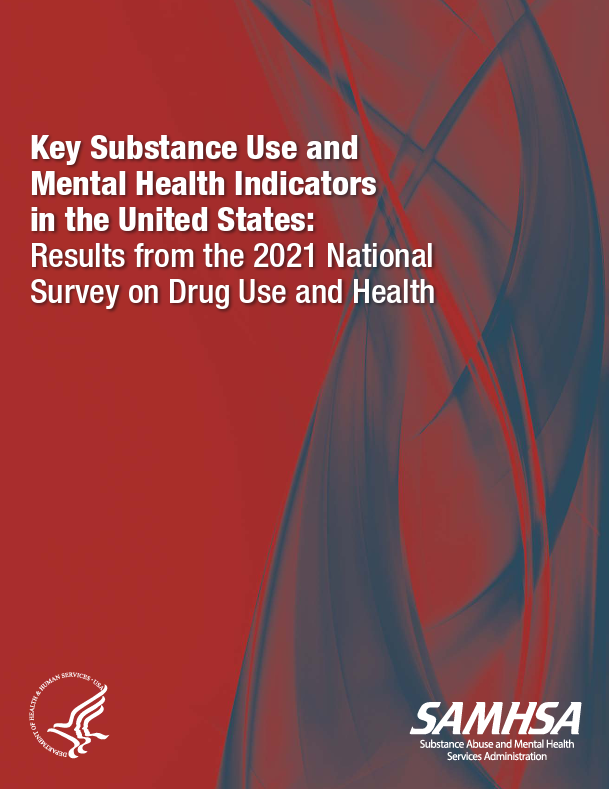 Key Substance Use and
Mental Health Indicators
in the United States:
Results from the 2021 National
Survey on Drug Use and Health
DEPARTMENT OF HEALTH & HUMAN SERVICES · USA
SAMHSA
Substance Abuse and Mental Health
Services Administration